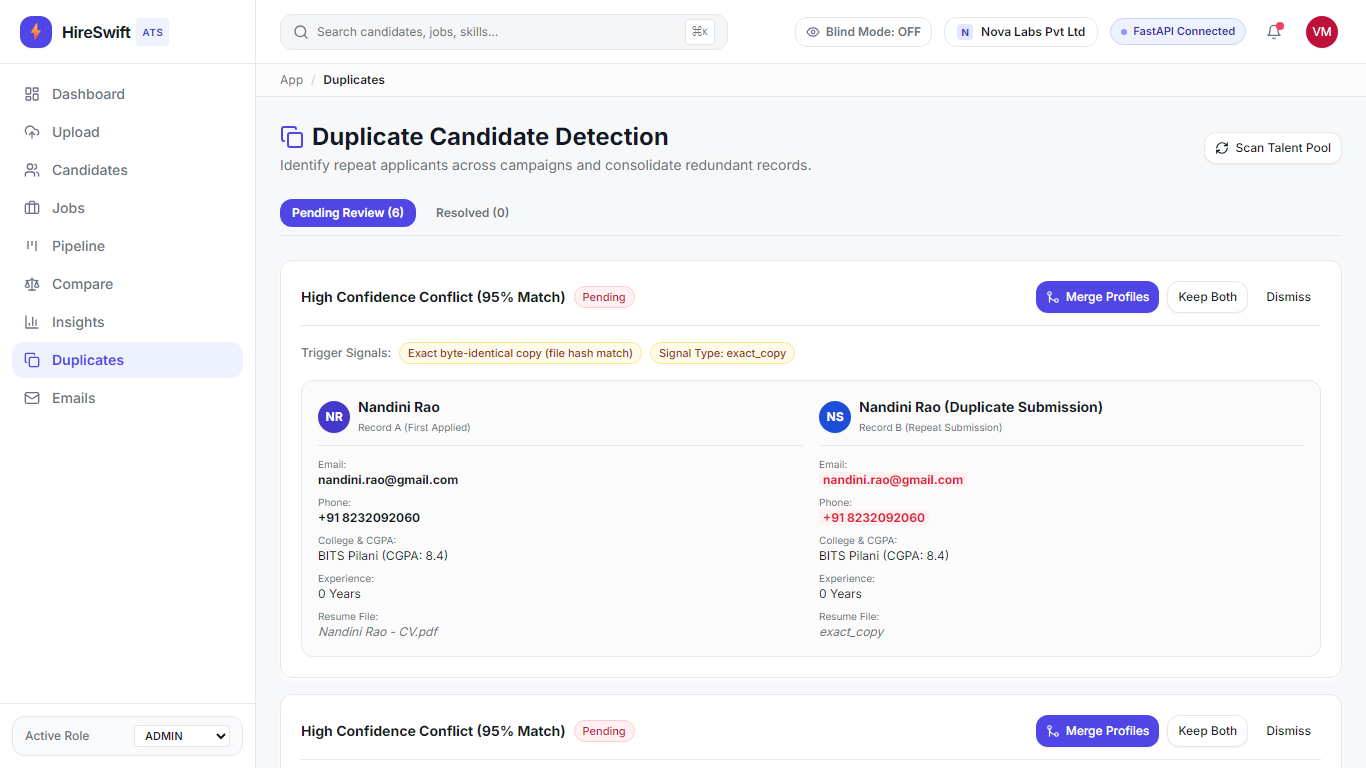 HireSwift ATS
Search candidates, jobs, skills...
⌘K
Blind Mode: OFF
N Nova Labs Pvt Ltd
FastAPI Connected
VM
Dashboard
Upload
Candidates
Jobs
Pipeline
Compare
Insights
Duplicates
Emails
Active Role
ADMIN
App / Duplicates
Duplicate Candidate Detection
Identify repeat applicants across campaigns and consolidate redundant records.
Scan Talent Pool
Pending Review (6)
Resolved (0)
High Confidence Conflict (95% Match) Pending
Merge Profiles
Keep Both
Dismiss
Trigger Signals: Exact byte-identical copy (file hash match) Signal Type: exact_copy
NR
Nandini Rao
Record A (First Applied)
Email:
nandini.rao@gmail.com
Phone:
+91 8232092060
College & CGPA:
BITS Pilani (CGPA: 8.4)
Experience:
0 Years
Resume File:
Nandini Rao - CV.pdf
NS
Nandini Rao (Duplicate Submission)
Record B (Repeat Submission)
Email:
nandini.rao@gmail.com
Phone:
+91 8232092060
College & CGPA:
BITS Pilani (CGPA: 8.4)
Experience:
0 Years
Resume File:
exact_copy
High Confidence Conflict (95% Match) Pending
Merge Profiles
Keep Both
Dismiss